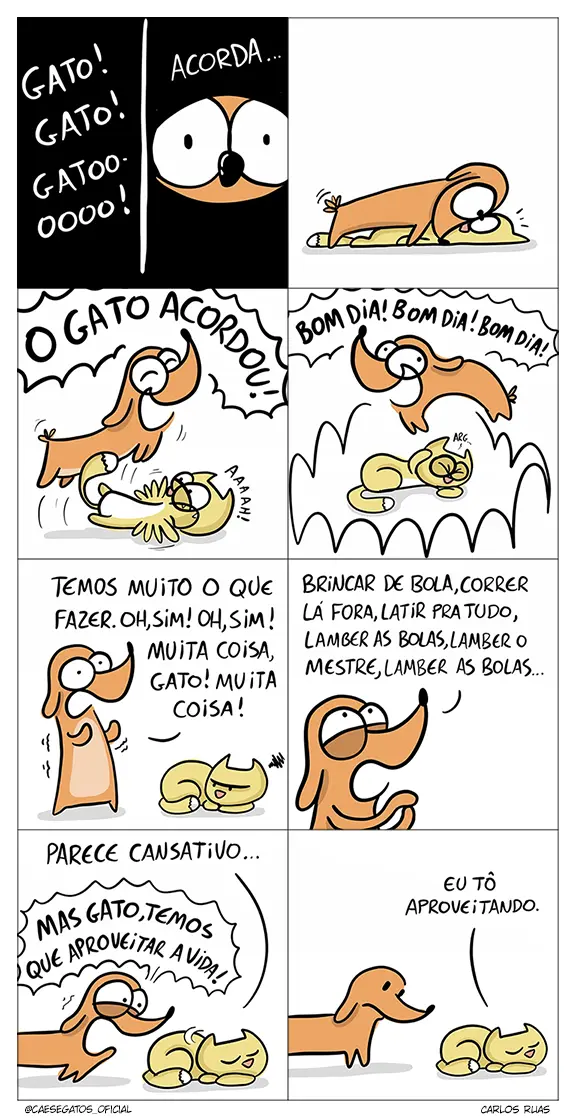 GATO!
GATO!
GATOO-
OOOO!
ACORDA...
O GATO ACORDOU!
AAAAH!
BOM DIA! BOM DIA! BOM DIA!
ARG...
TEMOS MUITO O QUE
FAZER. OH, SIM! OH, SIM!
MUITA COISA,
GATO! MUITA
COISA!
BRINCAR DE BOLA, CORRER
LÁ FORA, LATIR PRA TUDO,
LAMBER AS BOLAS, LAMBER O
MESTRE, LAMBER AS BOLAS...
PARECE CANSATIVO...
MAS GATO, TEMOS
QUE APROVEITAR A VIDA!
EU TÔ
APROVEITANDO.
@CAESEGATOS_OFICIAL
CARLOS RUAS